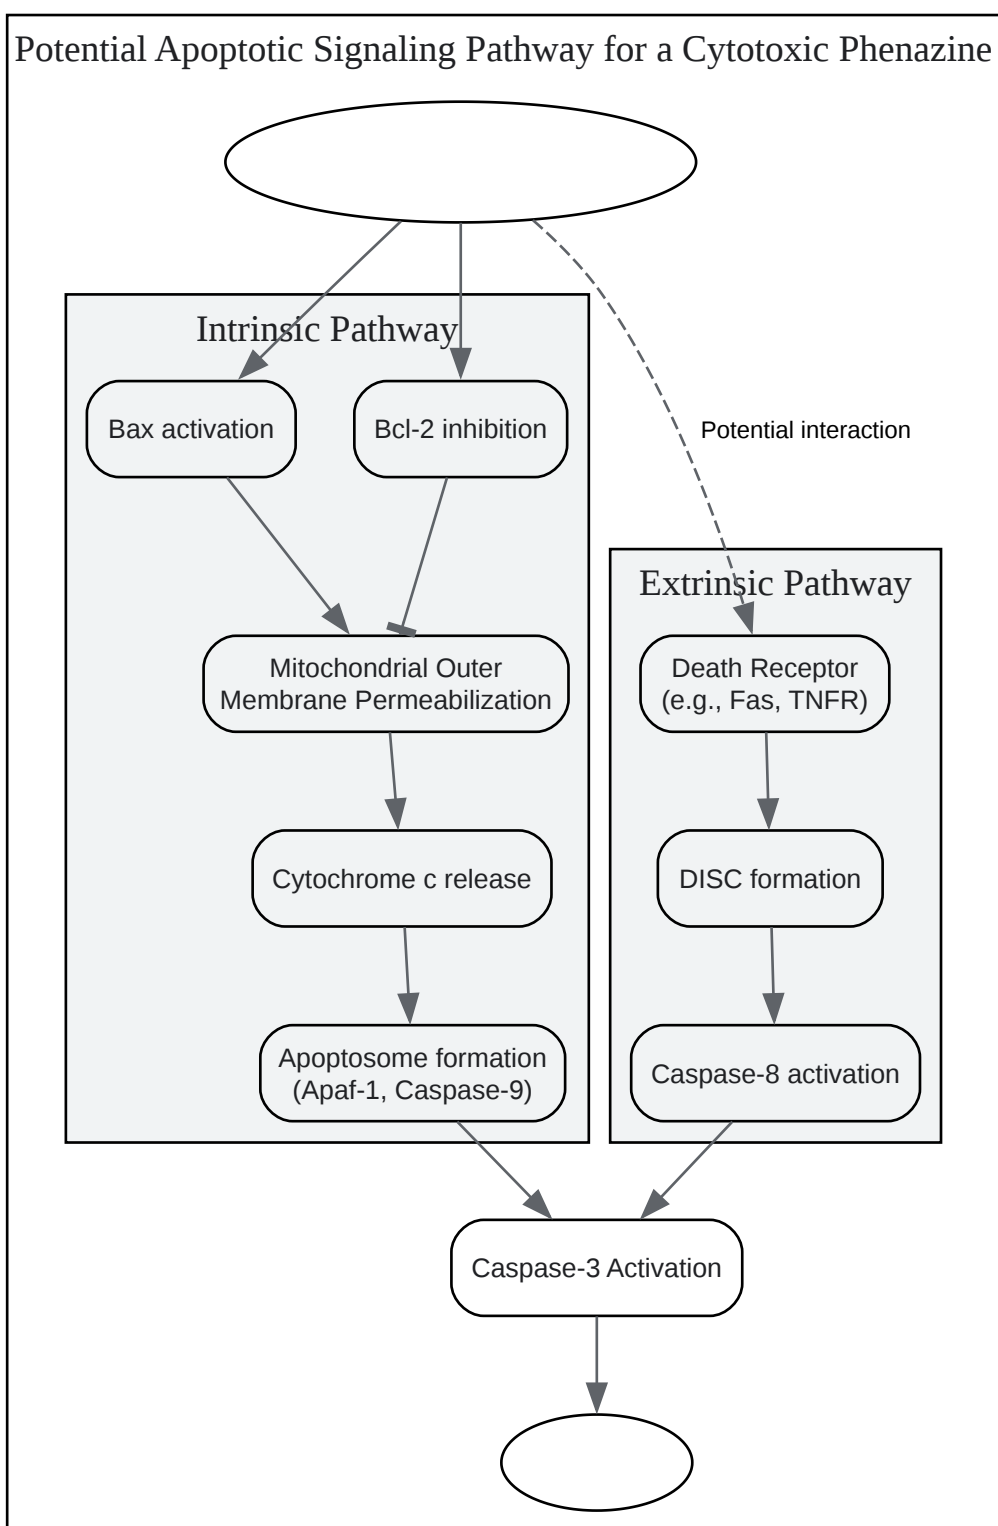 Potential Apoptotic Signaling Pathway for a Cytotoxic Phenazine
Intrinsic Pathway
Bax activation
Bcl-2 inhibition
Potential interaction
Extrinsic Pathway
Mitochondrial Outer
Membrane Permeabilization
Death Receptor
(e.g., Fas, TNFR)
Cytochrome c release
DISC formation
Apoptosome formation
(Apaf-1, Caspase-9)
Caspase-8 activation
Caspase-3 Activation